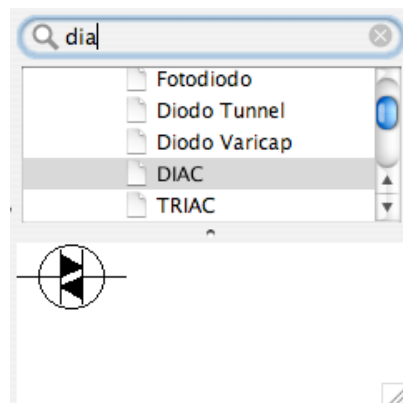 dia
Fotodiodo
Diodo Tunnel
Diodo Varicap
DIAC
TRIAC